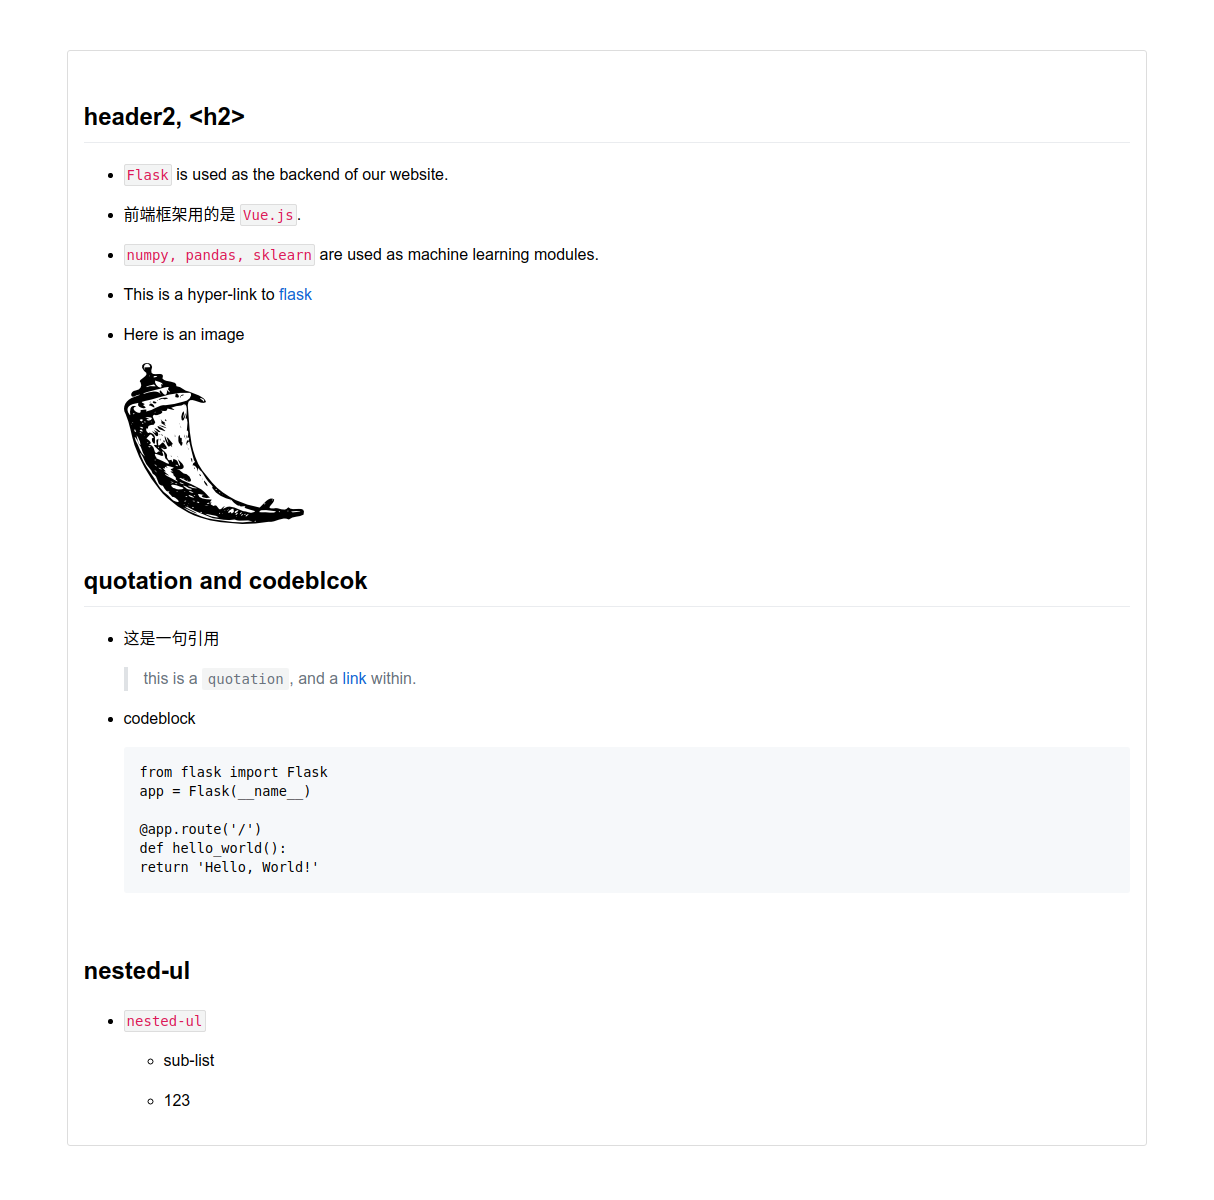 header2, <h2>
Flask is used as the backend of our website.
前端框架用的是 Vue.js.
numpy, pandas, sklearn are used as machine learning modules.
This is a hyper-link to flask
Here is an image
quotation and codeblcok
这是一句引用
this is a quotation, and a link within.
codeblock
from flask import Flask
app = Flask(__name__)
@app.route('/')
def hello_world():
return 'Hello, World!'
nested-ul
nested-ul
sub-list
123